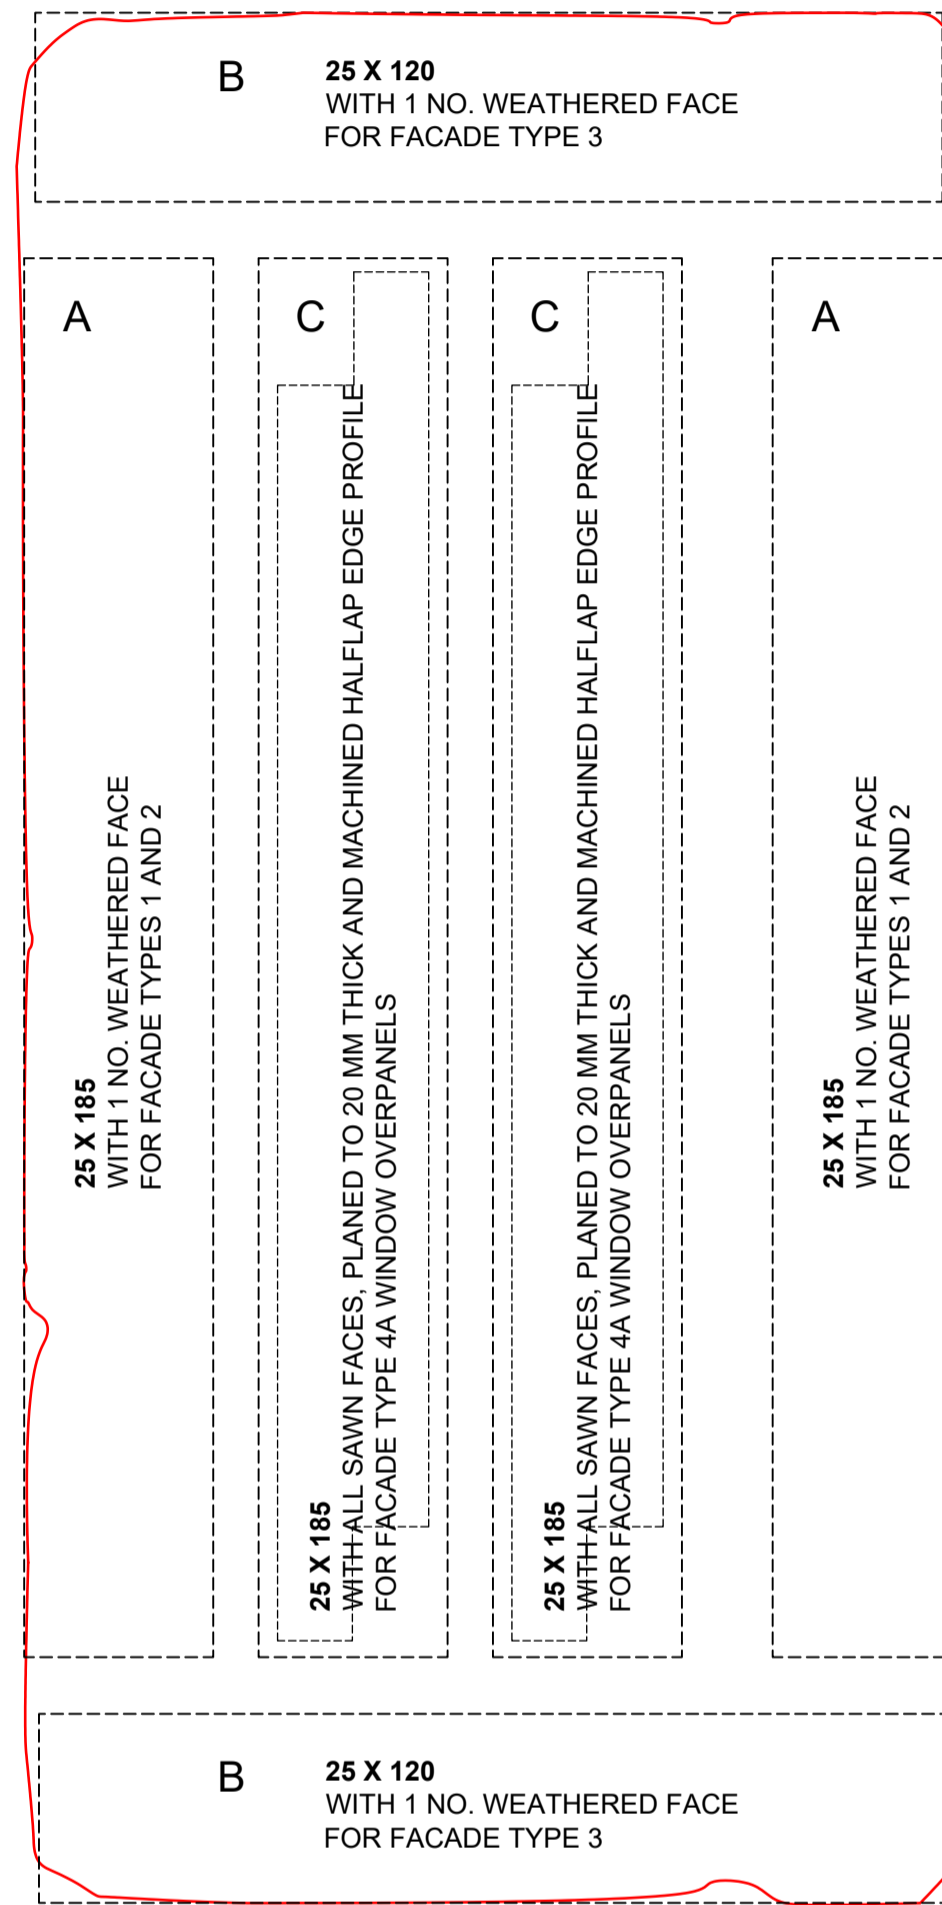 B
25 X 120
WITH 1 NO. WEATHERED FACE
FOR FACADE TYPE 3
A
25 X 185
WITH 1 NO. WEATHERED FACE
FOR FACADE TYPES 1 AND 2
C
25 X 185
WITH ALL SAWN FACES, PLANED TO 20 MM THICK AND MACHINED HALFLAP EDGE PROFILE
FOR FACADE TYPE 4A WINDOW OVERPANELS
C
25 X 185
WITH ALL SAWN FACES, PLANED TO 20 MM THICK AND MACHINED HALFLAP EDGE PROFILE
FOR FACADE TYPE 4A WINDOW OVERPANELS
A
25 X 185
WITH 1 NO. WEATHERED FACE
FOR FACADE TYPES 1 AND 2
B
25 X 120
WITH 1 NO. WEATHERED FACE
FOR FACADE TYPE 3